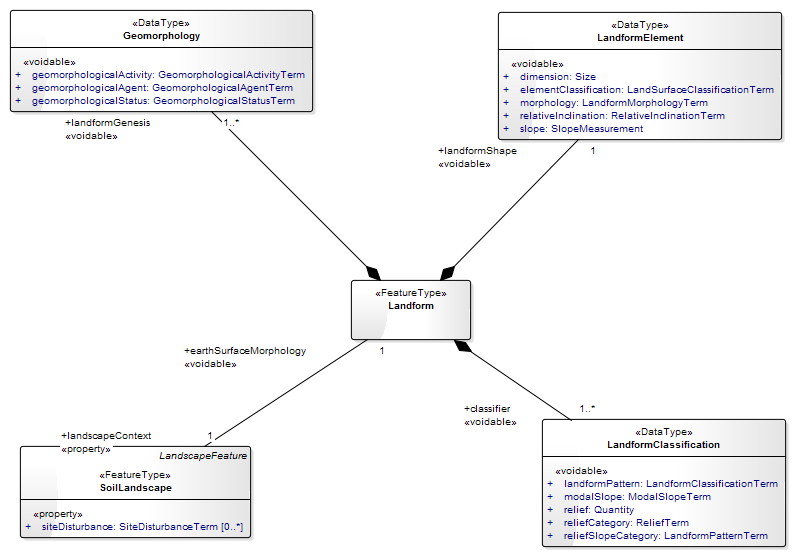 «DataType»
Geomorphology
«voidable»
+ geomorphologicalActivity: GeomorphologicalActivityTerm
+ geomorphologicalAgent: GeomorphologicalAgentTerm
+ geomorphologicalStatus: GeomorphologicalStatusTerm
«DataType»
LandformElement
«voidable»
+ dimension: Size
+ elementClassification: LandSurfaceClassificationTerm
+ morphology: LandformMorphologyTerm
+ relativeInclination: RelativeInclinationTerm
+ slope: SlopeMeasurement
+landformGenesis
«voidable»
1..*
+landformShape
«voidable»
1
«FeatureType»
Landform
+earthSurfaceMorphology
«voidable»
1
+classifier
«voidable»
1..*
+landscapeContext
«property»
1
LandscapeFeature
«FeatureType»
SoilLandscape
«property»
+ siteDisturbance: SiteDisturbanceTerm [0..*]
«DataType»
LandformClassification
«voidable»
+ landformPattern: LandformClassificationTerm
+ modalSlope: ModalSlopeTerm
+ relief: Quantity
+ reliefCategory: ReliefTerm
+ reliefSlopeCategory: LandformPatternTerm